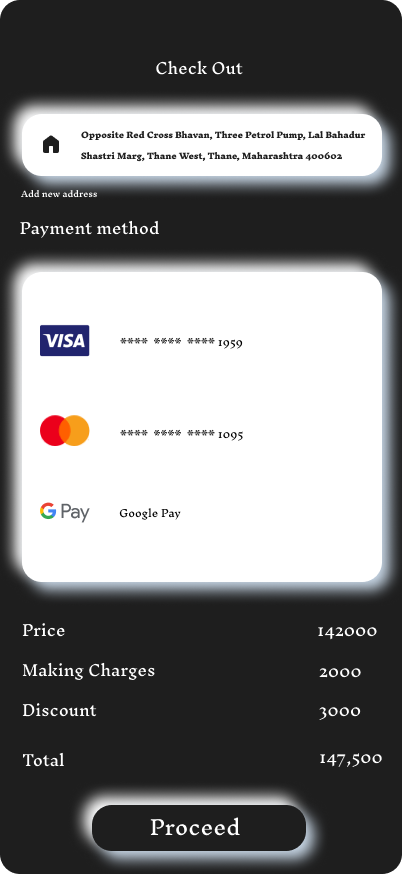 Check Out
Opposite Red Cross Bhavan, Three Petrol Pump, Lal Bahadur
Shastri Marg, Thane West, Thane, Maharashtra 400602
Add new address
Payment method
VISA **** **** **** 1959
**** **** **** 1095
G Pay Google Pay
Price 142000
Making Charges 2000
Discount 3000
Total 147,500
Proceed